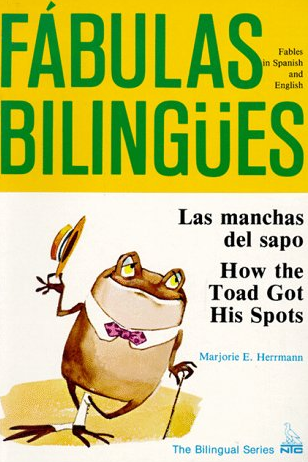 FÁBULAS
Fables
in Spanish
and
English
BILINGÜES
Las manchas
del sapo
How the
Toad Got
His Spots
Marjorie E. Herrmann
The Bilingual Series NTC